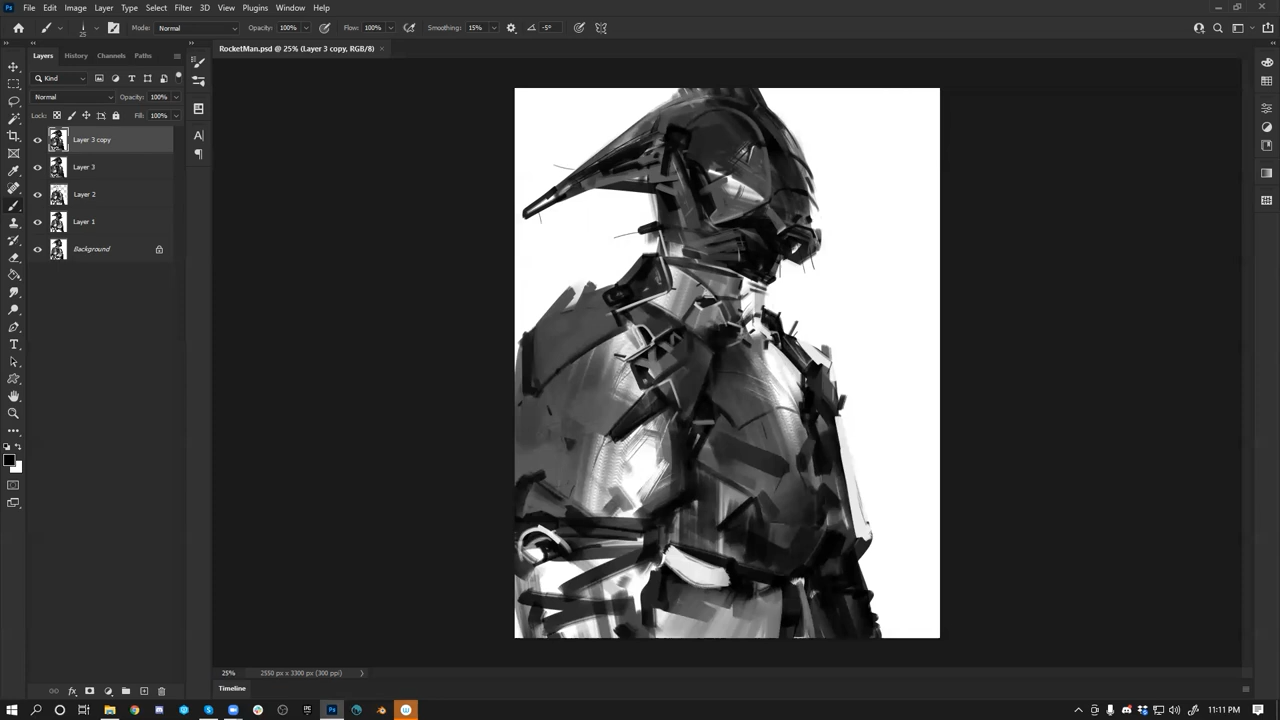 Ps File Edit Image Layer Type Select Filter 3D View Plugins Window Help
25 Mode: Normal Opacity: 100% Flow: 100% Smoothing: 15% -5°
RocketMan.psd @ 25% (Layer 3 copy, RGB/8) ×
Layers History Channels Paths
Kind
Normal Opacity: 100%
Lock: Fill: 100%
Layer 3 copy
Layer 3
Layer 2
Layer 1
Background
25% 2550 px x 3300 px (300 ppi)
Timeline
11:11 PM